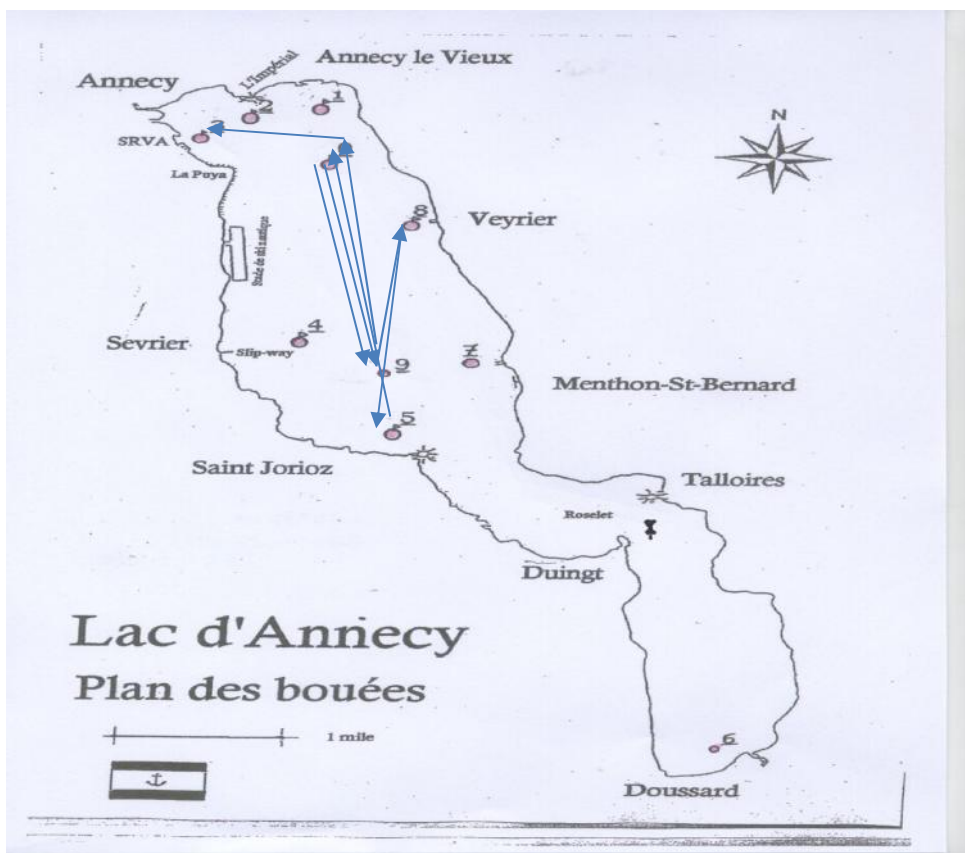 Annecy le Vieux
L'Impérial
Annecy
1
2
N
SRVA
La Puya
8
Veyrier
Stade de ski nautique
4
Sevrier
Slip-way
9
7
Menthon-St-Bernard
5
Saint Jorioz
Talloires
Roselet
Duingt
Lac d'Annecy
Plan des bouées
1 mile
6
Doussard